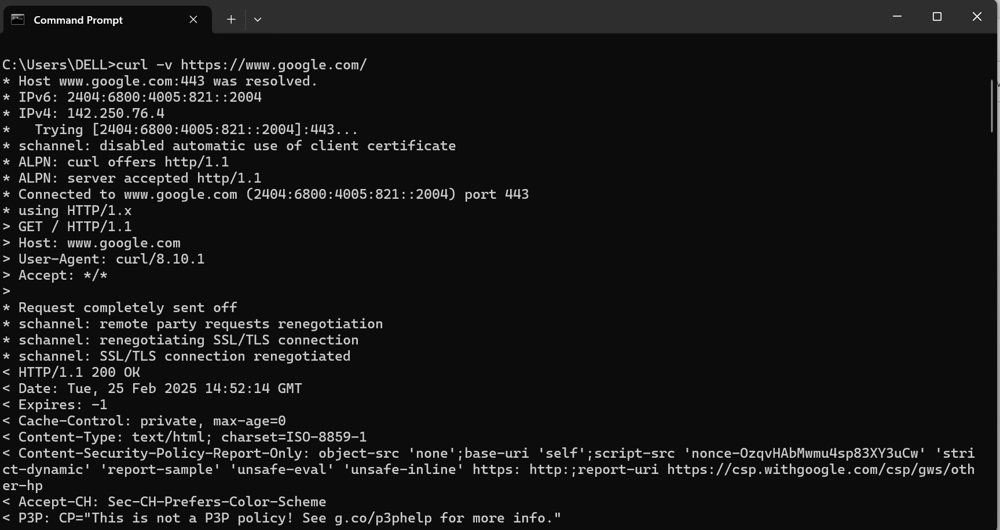 Command Prompt
C:\Users\DELL>curl -v https://www.google.com/
* Host www.google.com:443 was resolved.
* IPv6: 2404:6800:4005:821::2004
* IPv4: 142.250.76.4
*   Trying [2404:6800:4005:821::2004]:443...
* schannel: disabled automatic use of client certificate
* ALPN: curl offers http/1.1
* ALPN: server accepted http/1.1
* Connected to www.google.com (2404:6800:4005:821::2004) port 443
* using HTTP/1.x
> GET / HTTP/1.1
> Host: www.google.com
> User-Agent: curl/8.10.1
> Accept: */*
>
* Request completely sent off
* schannel: remote party requests renegotiation
* schannel: renegotiating SSL/TLS connection
* schannel: SSL/TLS connection renegotiated
< HTTP/1.1 200 OK
< Date: Tue, 25 Feb 2025 14:52:14 GMT
< Expires: -1
< Cache-Control: private, max-age=0
< Content-Type: text/html; charset=ISO-8859-1
< Content-Security-Policy-Report-Only: object-src 'none';base-uri 'self';script-src 'nonce-OzqvHAbMwmu4sp83XY3uCw' 'stri
ct-dynamic' 'report-sample' 'unsafe-eval' 'unsafe-inline' https: http:;report-uri https://csp.withgoogle.com/csp/gws/oth
er-hp
< Accept-CH: Sec-CH-Prefers-Color-Scheme
< P3P: CP="This is not a P3P policy! See g.co/p3phelp for more info."